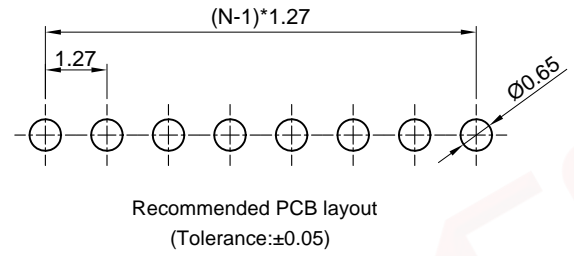 (N-1)*1.27
1.27
Ø0.65
Recommended PCB layout
(Tolerance:±0.05)